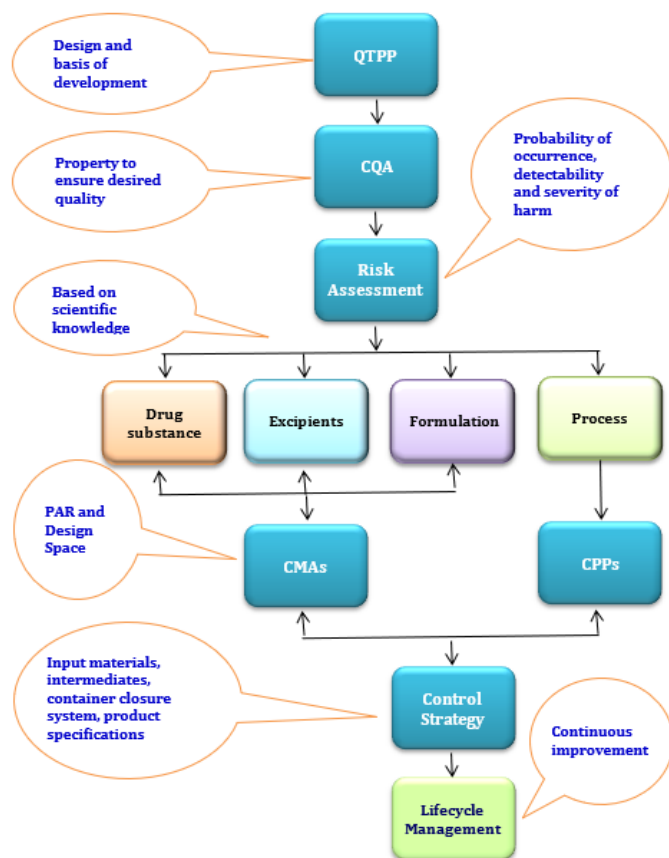 Design and
basis of
development
QTPP
Property to
ensure desired
quality
CQA
Probability of
occurrence,
detectability
and severity of
harm
Risk
Assessment
Based on
scientific
knowledge
Drug
substance
Excipients
Formulation
Process
PAR and
Design
Space
CMAs
CPPs
Input materials,
intermediates,
container closure
system, product
specifications
Control
Strategy
Continuous
improvement
Lifecycle
Management